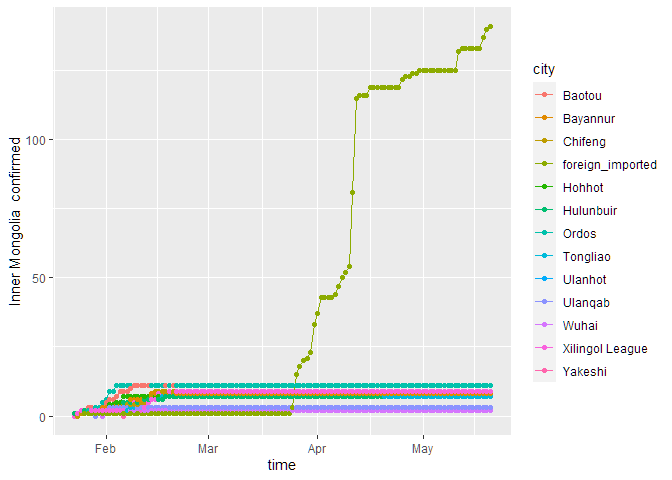 Inner Mongolia confirmed
100
50
0
Feb
Mar
Apr
May
time
city
Baotou
Bayannur
Chifeng
foreign_imported
Hohhot
Hulunbuir
Ordos
Tongliao
Ulanhot
Ulanqab
Wuhai
Xilingol League
Yakeshi